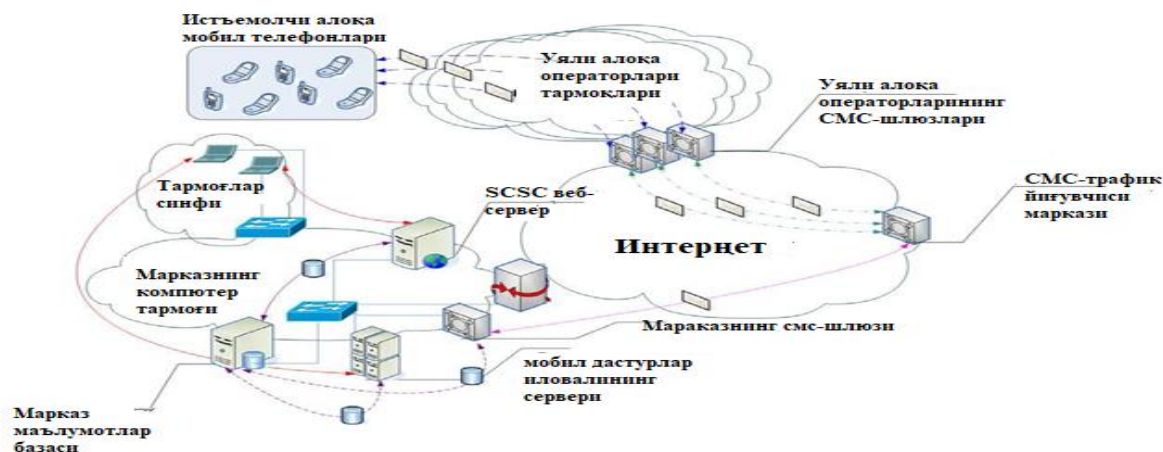 Истъемолчи алоқа
мобил телефонлари
Уяли алоқа
операторлари
тармоқлари
Уяли алоқа
операторларининг
СМС-шлюзлари
Тармоғлар
синфи
SCSC веб-
сервер
СМС-трафик
йиғувчиси
маркази
Интернет
Марказнинг
компютер
тармоғи
Мараказнинг смс-шлюзи
мобил дастурлар
иловалининг
сервери
Марказ
маълумотлар
базаси